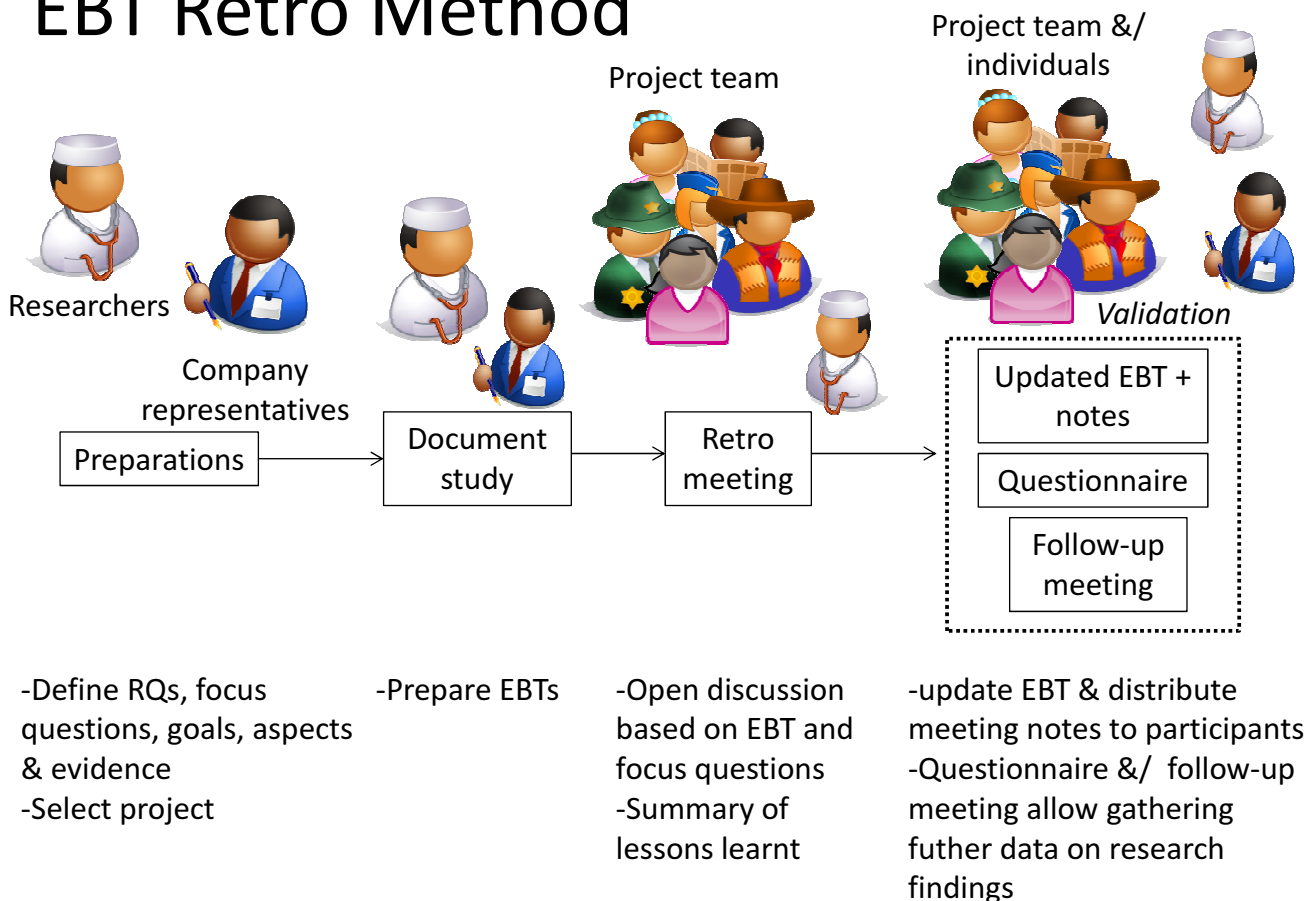 EBT Retro Method
Project team &/
individuals
Project team
Researchers
Company
representatives
Validation
Preparations
Document
study
Retro
meeting
Updated EBT +
notes
Questionnaire
Follow-up
meeting
-Define RQs, focus
questions, goals, aspects
& evidence
-Select project
-Prepare EBTs
-Open discussion
based on EBT and
focus questions
-Summary of
lessons learnt
-update EBT & distribute
meeting notes to participants
-Questionnaire &/ follow-up
meeting allow gathering
futher data on research
findings